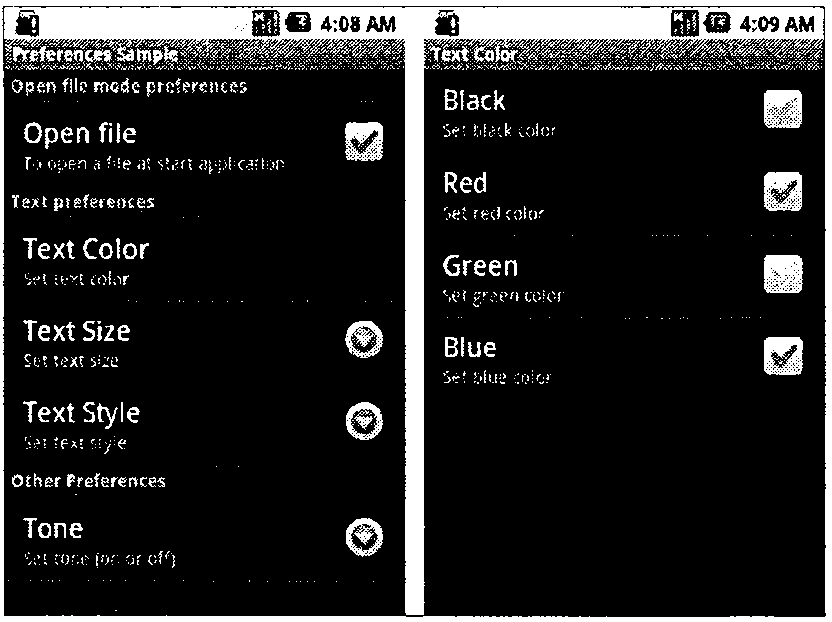 4:08 AM
Preferences Sample
Open file mode preferences
Open file
To open a file at start application
Text preferences
Text Color
Set text color
Text Size
Set text size
Text Style
Set text style
Other Preferences
Tone
Set tone (on or off)
4:09 AM
Text Color
Black
Set black color
Red
Set red color
Green
Set green color
Blue
Set blue color